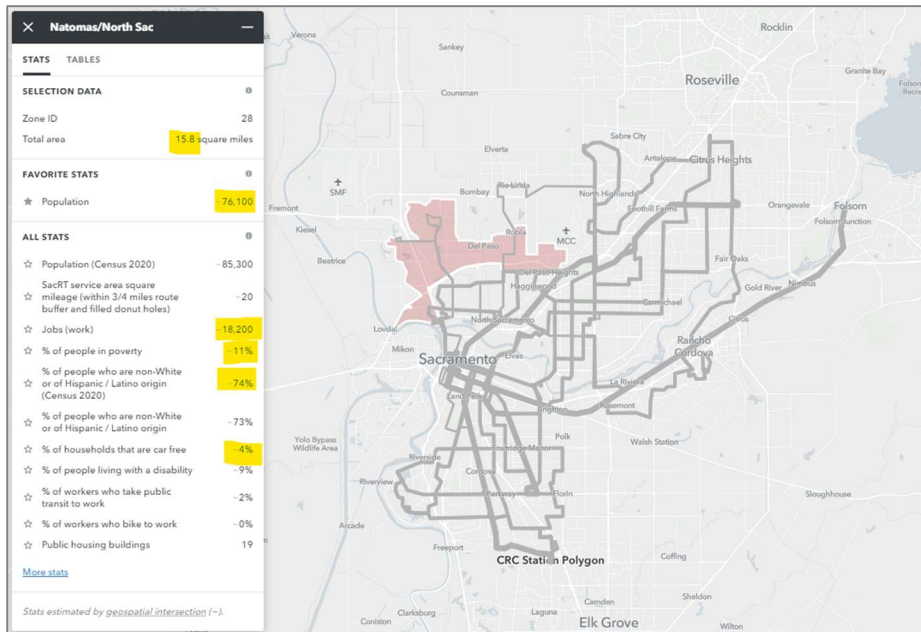 Natomas/North Sac
STATS TABLES
SELECTION DATA
Zone ID 28
Total area 15.8 square miles
FAVORITE STATS
Population ~76,100
ALL STATS
Population (Census 2020) ~85,300
SacRT service area square
mileage (within 3/4 miles route
buffer and filled donut holes) ~20
Jobs (work) ~18,200
% of people in poverty ~11%
% of people who are non-White
or of Hispanic / Latino origin
(Census 2020) ~74%
% of people who are non-White
or of Hispanic / Latino origin ~73%
% of households that are car free ~4%
% of people living with a disability ~9%
% of workers who take public
transit to work ~2%
% of workers who bike to work ~0%
Public housing buildings 19
More stats
Stats estimated by geospatial intersection (~).
Verona
Sankey
Rocklin
Roseville
Granite Bay
Counsman
Sabre City
Elverta
Antelope
Citrus Heights
SMF
Bombay
Rio Linda
North Highlands
Orangevale
Folsom
Fremont
Foothill Farms
Folsom Junction
Kiesel
Robla
MCC
Beatrice
Del Paso
Fair Oaks
Del Paso Heights
Hagginwood
Gold River
Nimbus
Carmichael
Lovdal
North Sacramento
Citrus
Mikon
Rancho
Cordova
Sacramento
Elvas
Land Park
La Riviera
Brighton
Rosemont
Polk
Walsh Station
Yolo Bypass
Wildlife Area
Riverside
Fruitridge Manor
Cordova
Riverview
Parkway
Florin
Sloughhouse
Arcade
Freeport
CRC Station Polygon
Coffing
Sheldon
Camden
Clarksburg
Laguna
Coniston
Elk Grove
Wilton